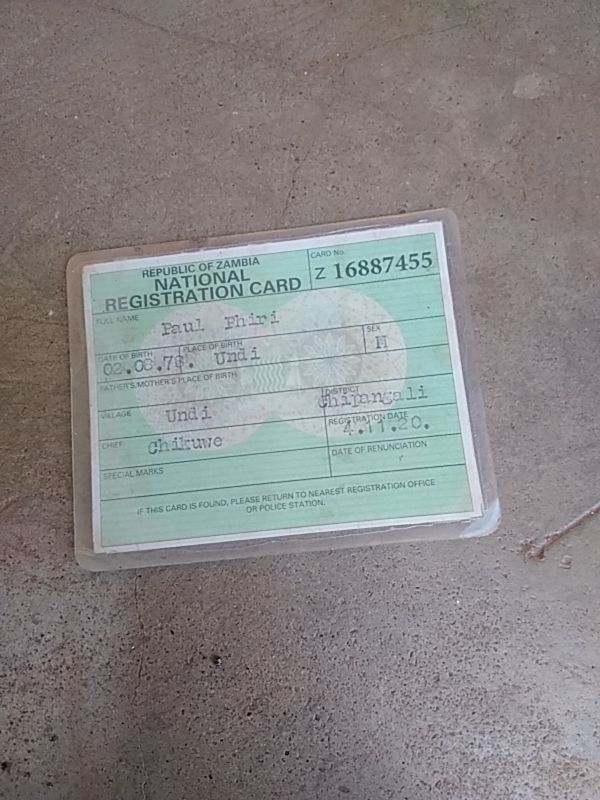 REPUBLIC OF ZAMBIA
NATIONAL
REGISTRATION CARD
CARD No.
Z 16887455
FULL NAME
Paul Phiri
DATE OF BIRTH
PLACE OF BIRTH
SEX
02.08.78. Undi
M
FATHER'S/MOTHER'S PLACE OF BIRTH
VILLAGE
Undi
DISTRICT
Chipangali
CHIEF
Chikuwe
REGISTRATION DATE
4.11.20.
DATE OF RENUNCIATION
SPECIAL MARKS
IF THIS CARD IS FOUND, PLEASE RETURN TO NEAREST REGISTRATION OFFICE
OR POLICE STATION.